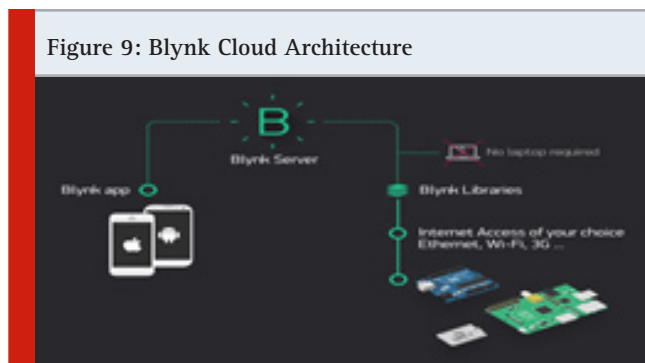 Figure 9: Blynk Cloud Architecture
B
Blynk Server
No laptop required
Blynk app
Blynk Libraries
Internet Access of your choice
Ethernet, Wi-Fi, 3G ...